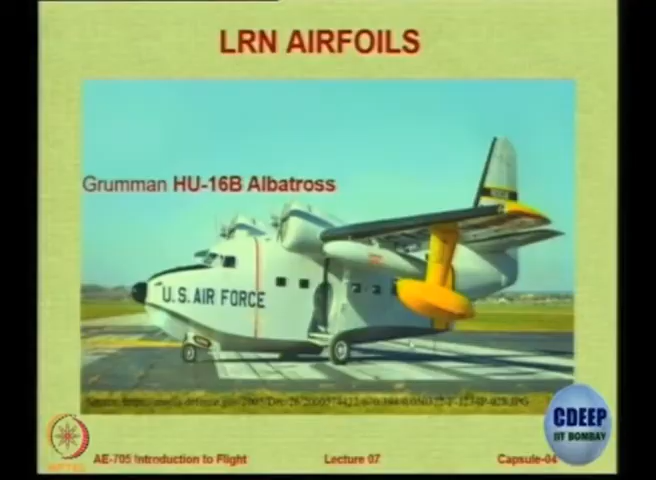 LRN AIRFOILS
Grumman HU-16B Albatross
U.S. AIR FORCE
CDEEP
IIT BOMBAY
AE-705 Introduction to Flight
Lecture 07
Capsule-04